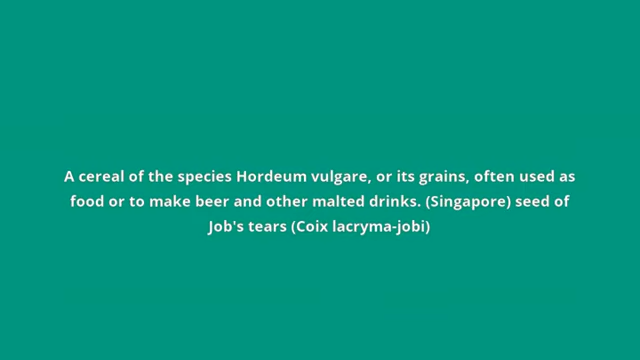 A cereal of the species Hordeum vulgare, or its grains, often used as
food or to make beer and other malted drinks. (Singapore) seed of
Job's tears (Coix lacryma-jobi)